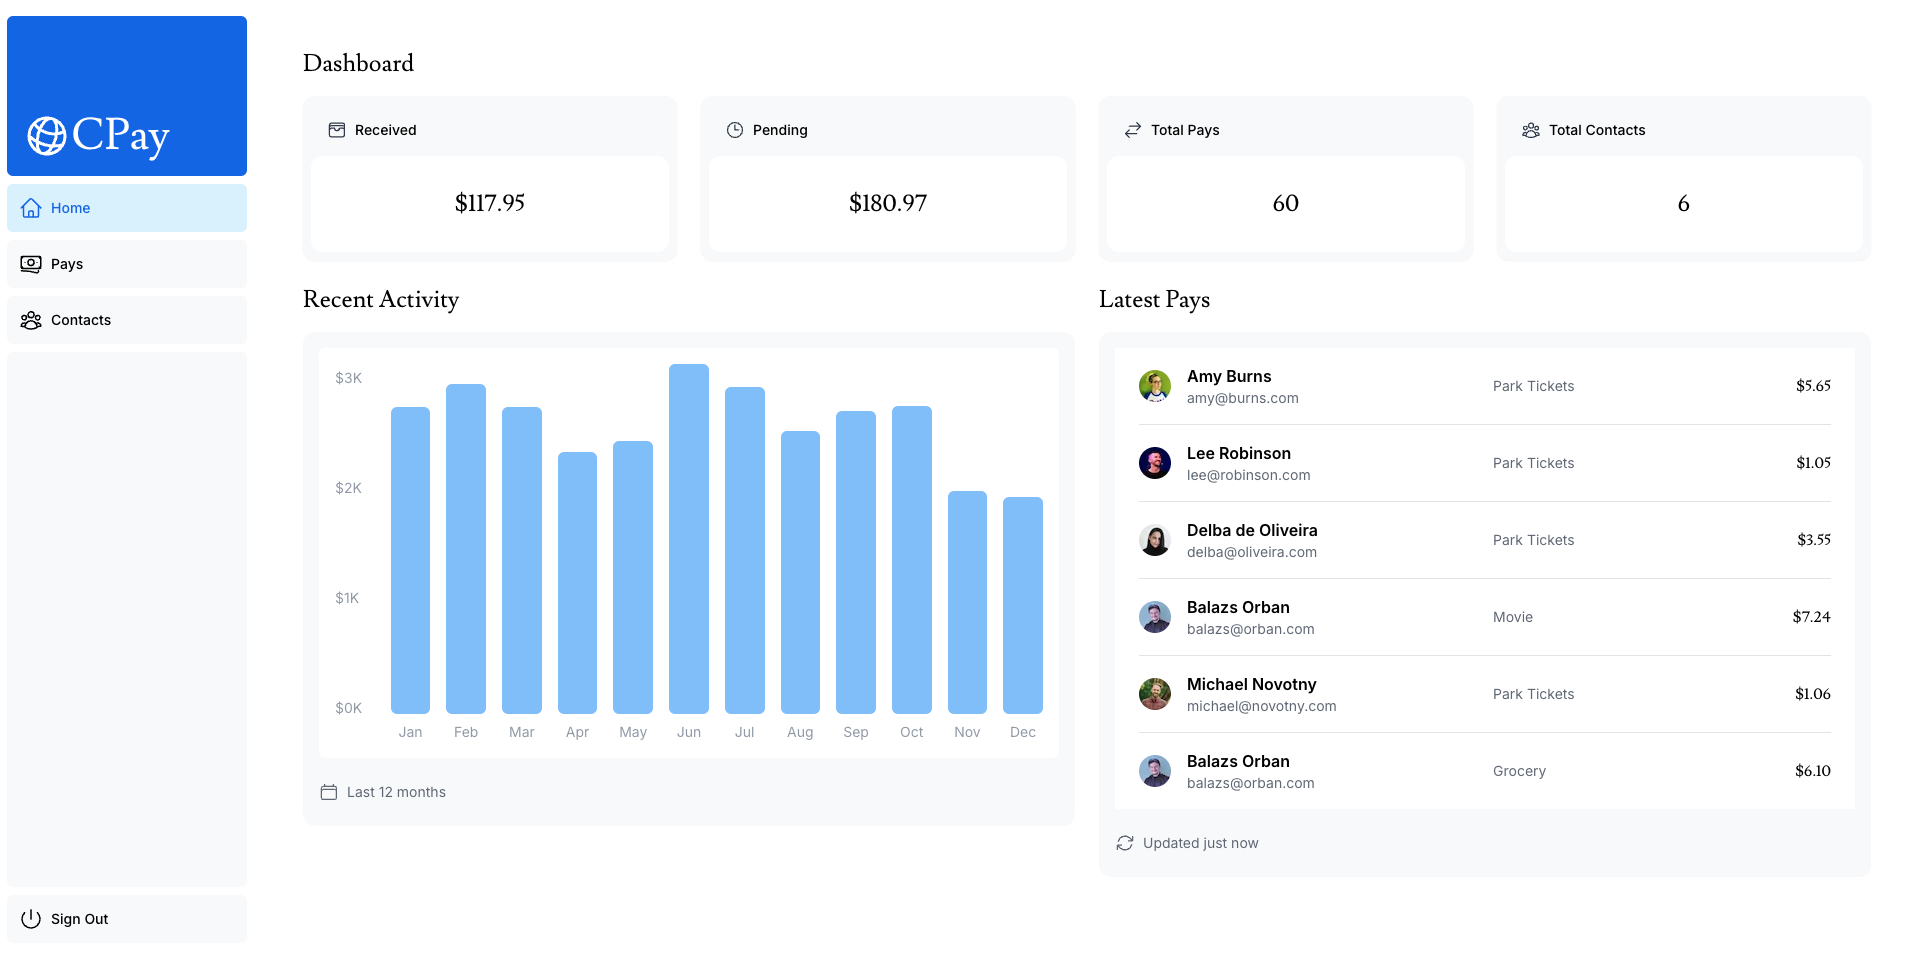 CPay
Home
Pays
Contacts
Sign Out
Dashboard
Received
$117.95
Pending
$180.97
Total Pays
60
Total Contacts
6
Recent Activity
$3K
$2K
$1K
$0K
Jan Feb Mar Apr May Jun Jul Aug Sep Oct Nov Dec
Last 12 months
Latest Pays
Amy Burns
amy@burns.com
Park Tickets
$5.65
Lee Robinson
lee@robinson.com
Park Tickets
$1.05
Delba de Oliveira
delba@oliveira.com
Park Tickets
$3.55
Balazs Orban
balazs@orban.com
Movie
$7.24
Michael Novotny
michael@novotny.com
Park Tickets
$1.06
Balazs Orban
balazs@orban.com
Grocery
$6.10
Updated just now